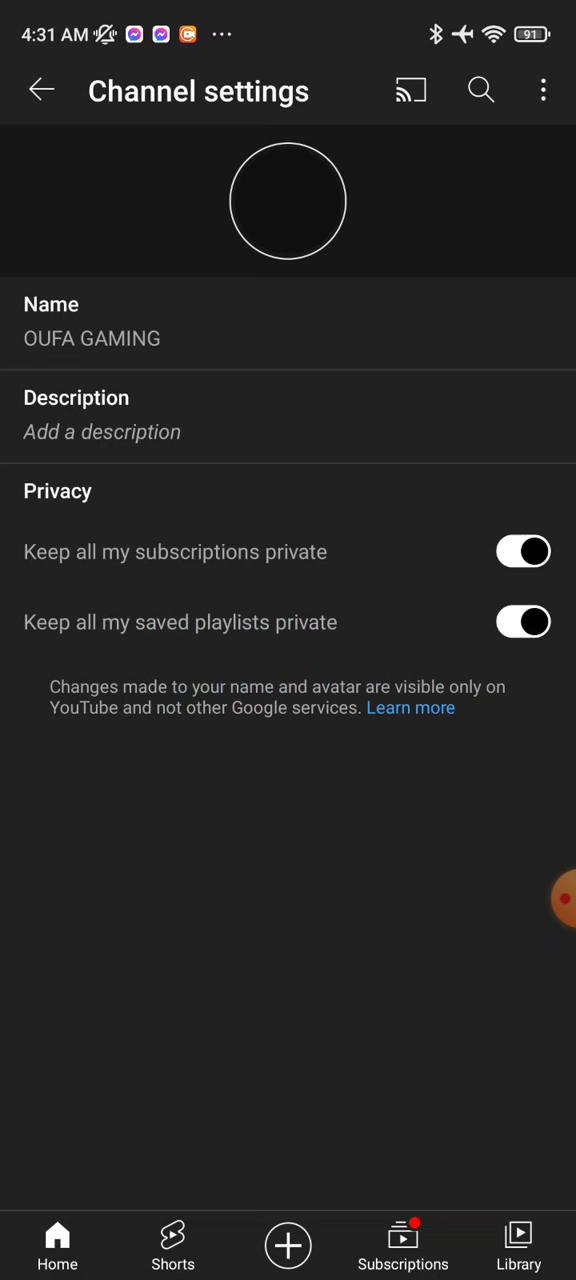 4:31 AM
91
Channel settings
Name
OUFA GAMING
Description
Add a description
Privacy
Keep all my subscriptions private
Keep all my saved playlists private
Changes made to your name and avatar are visible only on
YouTube and not other Google services. Learn more
Home
Shorts
Subscriptions
Library